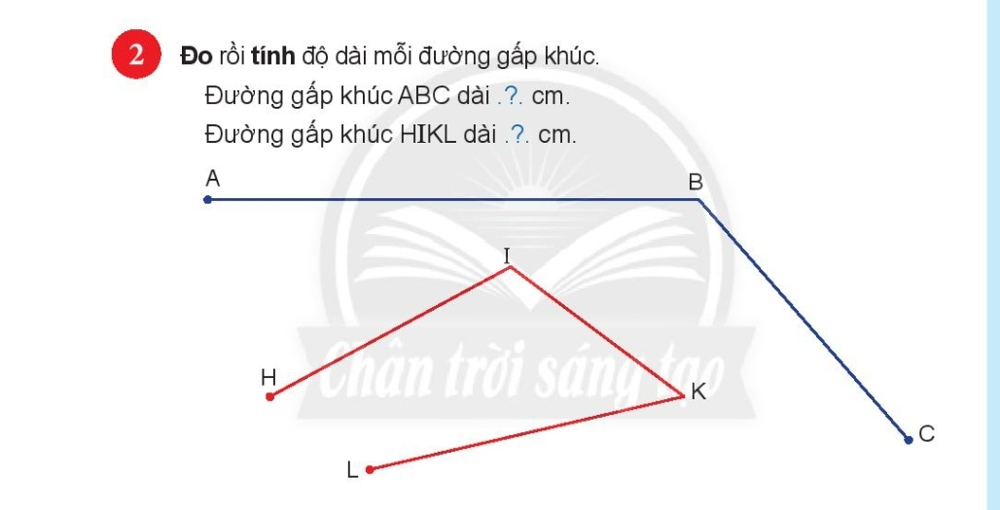 2 Đo rồi tính độ dài mỗi đường gấp khúc.
Đường gấp khúc ABC dài .?. cm.
Đường gấp khúc HIKL dài .?. cm.
A B
I
Chân trời sáng tạo
H K
C
L